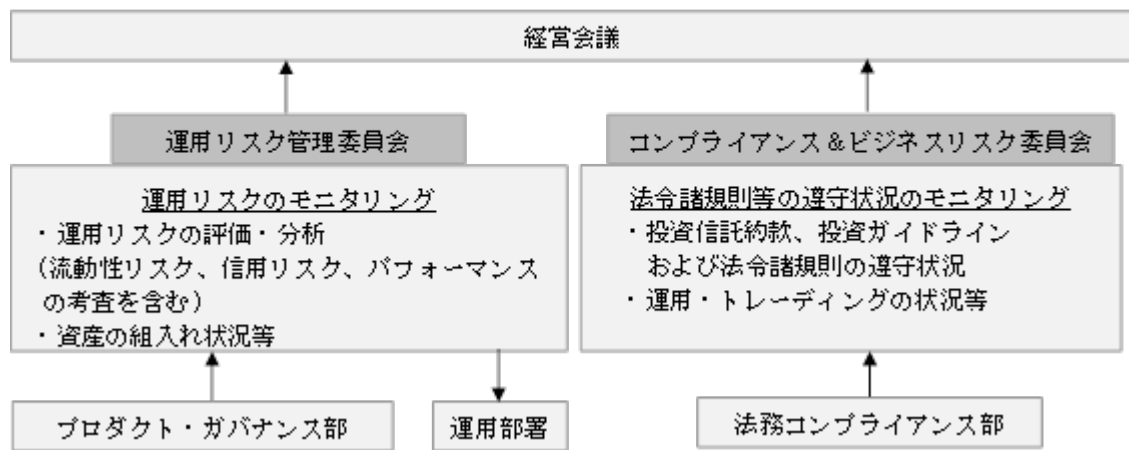 経営会議
運用リスク管理委員会
運用リスクのモニタリング
・運用リスクの評価・分析
(流動性リスク、信用リスク、パフォーマンス
の考査を含む)
・資産の組入れ状況等
プロダクト・ガバナンス部
運用部署
コンプライアンス&ビジネスリスク委員会
法令諸規則等の遵守状況のモニタリング
・投資信託約款、投資ガイドライン
および法令諸規則の遵守状況
・運用・トレーディングの状況等
法務コンプライアンス部